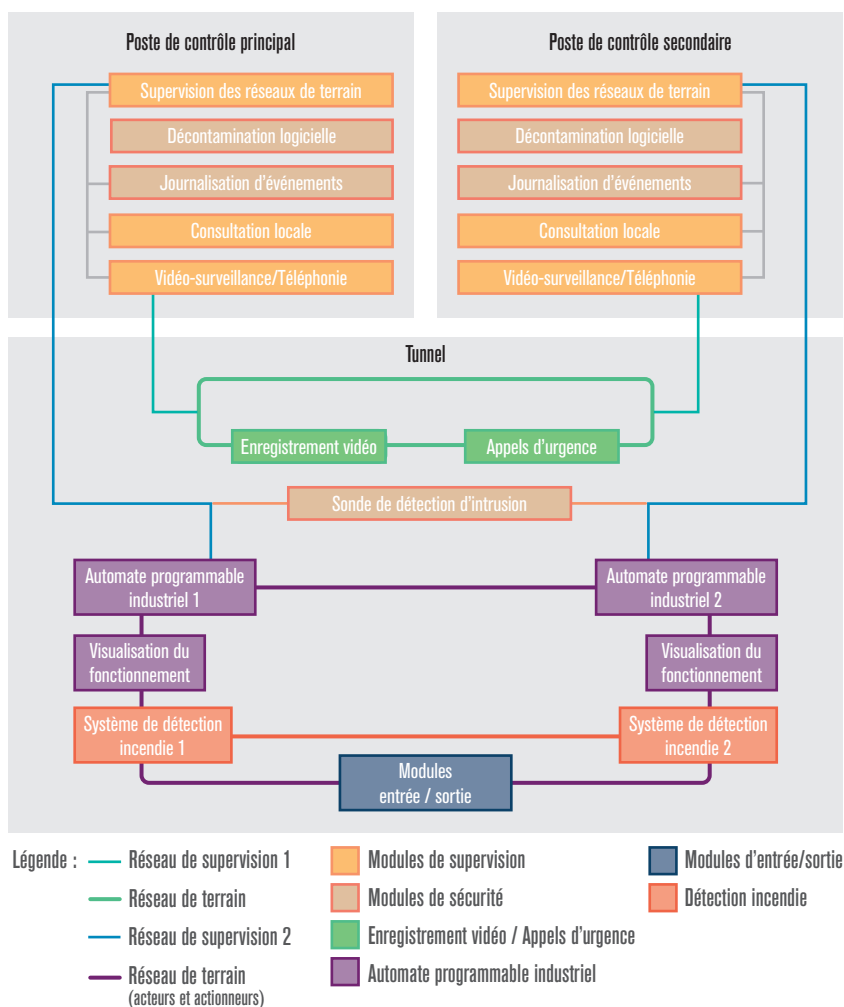 Poste de contrôle principal
Supervision des réseaux de terrain
Décontamination logicielle
Journalisation d'événements
Consultation locale
Vidéo-surveillance/Téléphonie
Poste de contrôle secondaire
Supervision des réseaux de terrain
Décontamination logicielle
Journalisation d'événements
Consultation locale
Vidéo-surveillance/Téléphonie
Tunnel
Enregistrement vidéo
Appels d'urgence
Sonde de détection d'intrusion
Automate programmable
industriel 1
Automate programmable
industriel 2
Visualisation du
fonctionnement
Visualisation du
fonctionnement
Système de détection
incendie 1
Système de détection
incendie 2
Modules
entrée / sortie
Légende :
Réseau de supervision 1
Réseau de terrain
Réseau de supervision 2
Réseau de terrain
(acteurs et actionneurs)
Modules de supervision
Modules de sécurité
Enregistrement vidéo / Appels d'urgence
Automate programmable industriel
Modules d'entrée/sortie
Détection incendie